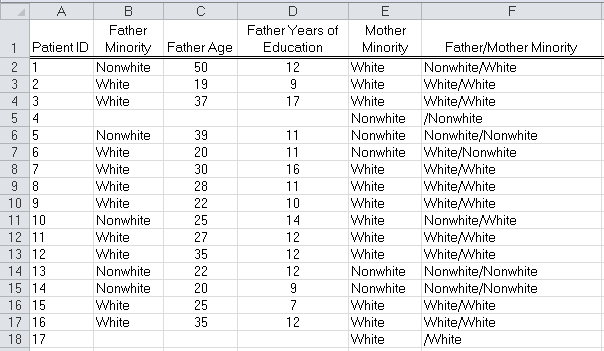 A B C D E F
Father Father Years of Mother
1 Patient ID Minority Father Age Education Minority Father/Mother Minority
2 1 Nonwhite 50 12 White Nonwhite/White
3 2 White 19 9 White White/White
4 3 White 37 17 White White/White
5 4 Nonwhite /Nonwhite
6 5 Nonwhite 39 11 Nonwhite Nonwhite/Nonwhite
7 6 White 20 11 Nonwhite White/Nonwhite
8 7 White 30 16 White White/White
9 8 White 28 11 White White/White
10 9 White 22 10 White White/White
11 10 Nonwhite 25 14 White Nonwhite/White
12 11 White 27 12 White White/White
13 12 White 35 12 White White/White
14 13 Nonwhite 22 12 Nonwhite Nonwhite/Nonwhite
15 14 Nonwhite 20 9 Nonwhite Nonwhite/Nonwhite
16 15 White 25 7 White White/White
17 16 White 35 12 White White/White
18 17 White /White